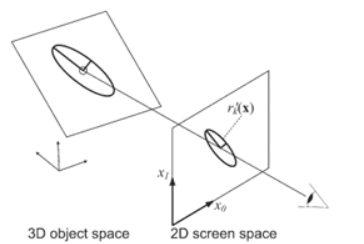 r'ₖ(x)
x₁
x₀
3D object space 2D screen space